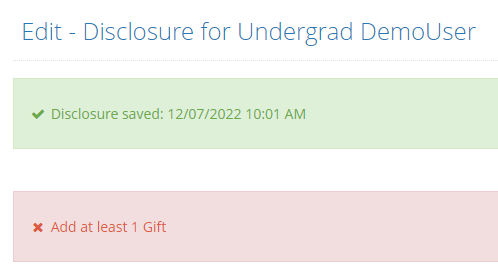 Edit - Disclosure for Undergrad DemoUser
Disclosure saved: 12/07/2022 10:01 AM
Add at least 1 Gift